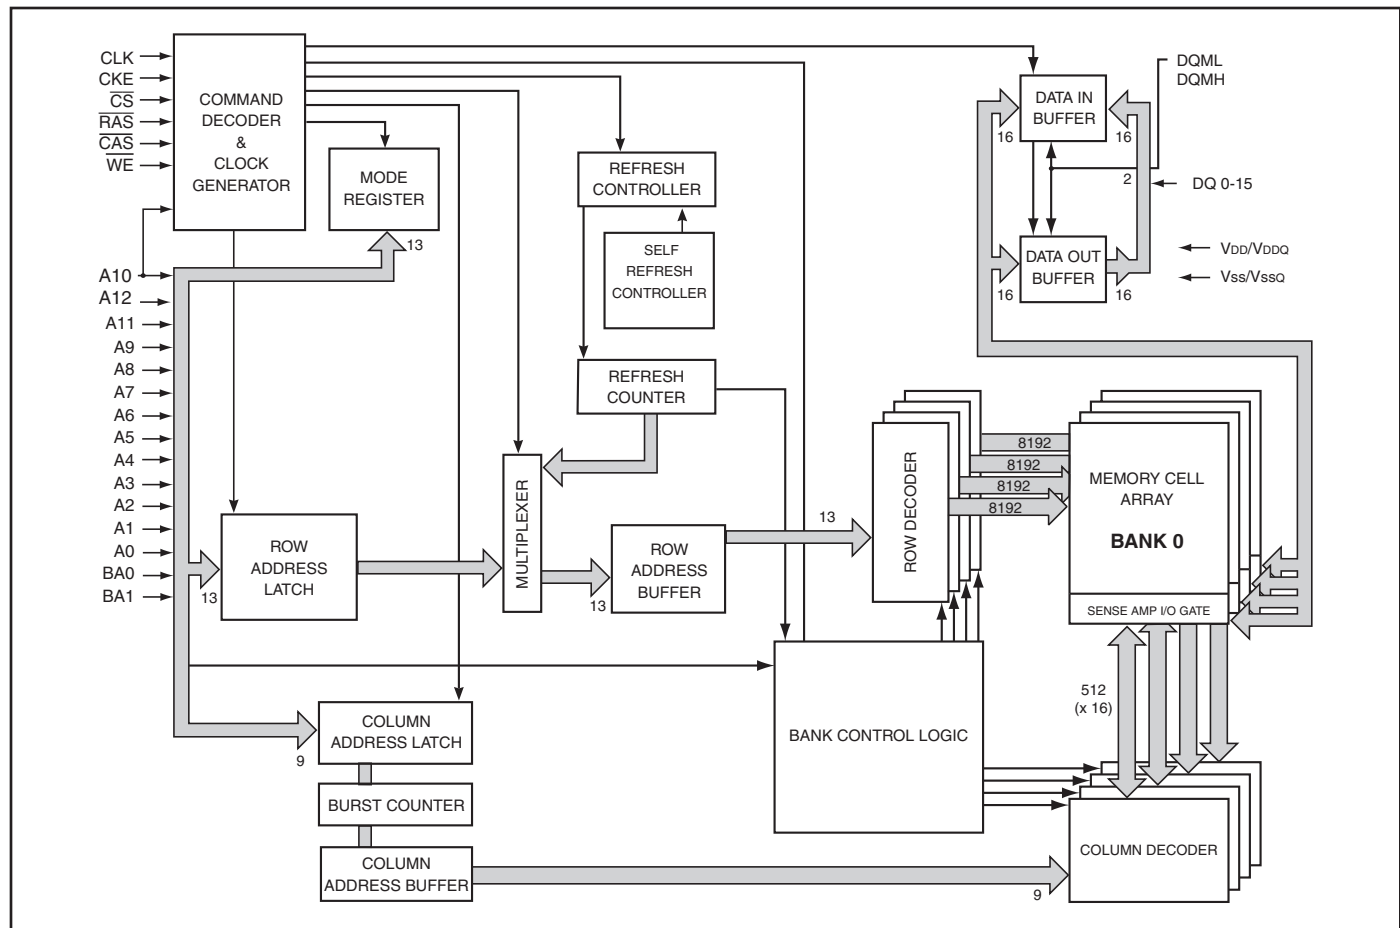 CLK
CKE
CS
RAS
CAS
WE
A10
A12
A11
A9
A8
A7
A6
A5
A4
A3
A2
A1
A0
BA0
BA1
COMMAND
DECODER
&
CLOCK
GENERATOR
MODE
REGISTER
13
REFRESH
CONTROLLER
SELF
REFRESH
CONTROLLER
REFRESH
COUNTER
DATA IN
BUFFER
16
16
DQML
DQMH
2
DQ 0-15
DATA OUT
BUFFER
16
16
VDD/VDDQ
Vss/VssQ
13
ROW
ADDRESS
LATCH
MULTIPLEXER
13
ROW
ADDRESS
BUFFER
13
ROW DECODER
8192
8192
8192
8192
MEMORY CELL
ARRAY
BANK 0
SENSE AMP I/O GATE
512
(x 16)
BANK CONTROL LOGIC
9
COLUMN
ADDRESS LATCH
BURST COUNTER
COLUMN
ADDRESS BUFFER
9
COLUMN DECODER